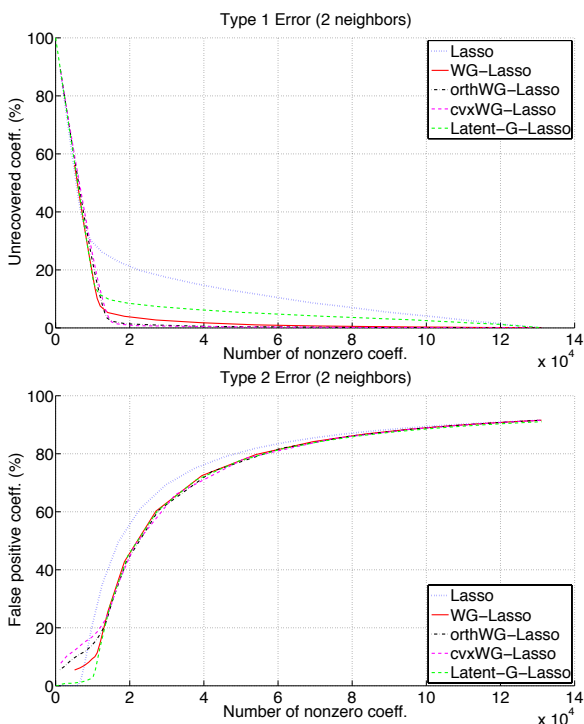 Type 1 Error (2 neighbors)
100
80
60
40
20
0
Unrecovered coeff. (%)
Lasso
WG-Lasso
orthWG-Lasso
cvxWG-Lasso
Latent-G-Lasso
0 2 4 6 8 10 12 14
Number of nonzero coeff.
x 10^4
Type 2 Error (2 neighbors)
100
80
60
40
20
0
False positive coeff. (%)
Lasso
WG-Lasso
orthWG-Lasso
cvxWG-Lasso
Latent-G-Lasso
0 2 4 6 8 10 12 14
Number of nonzero coeff.
x 10^4